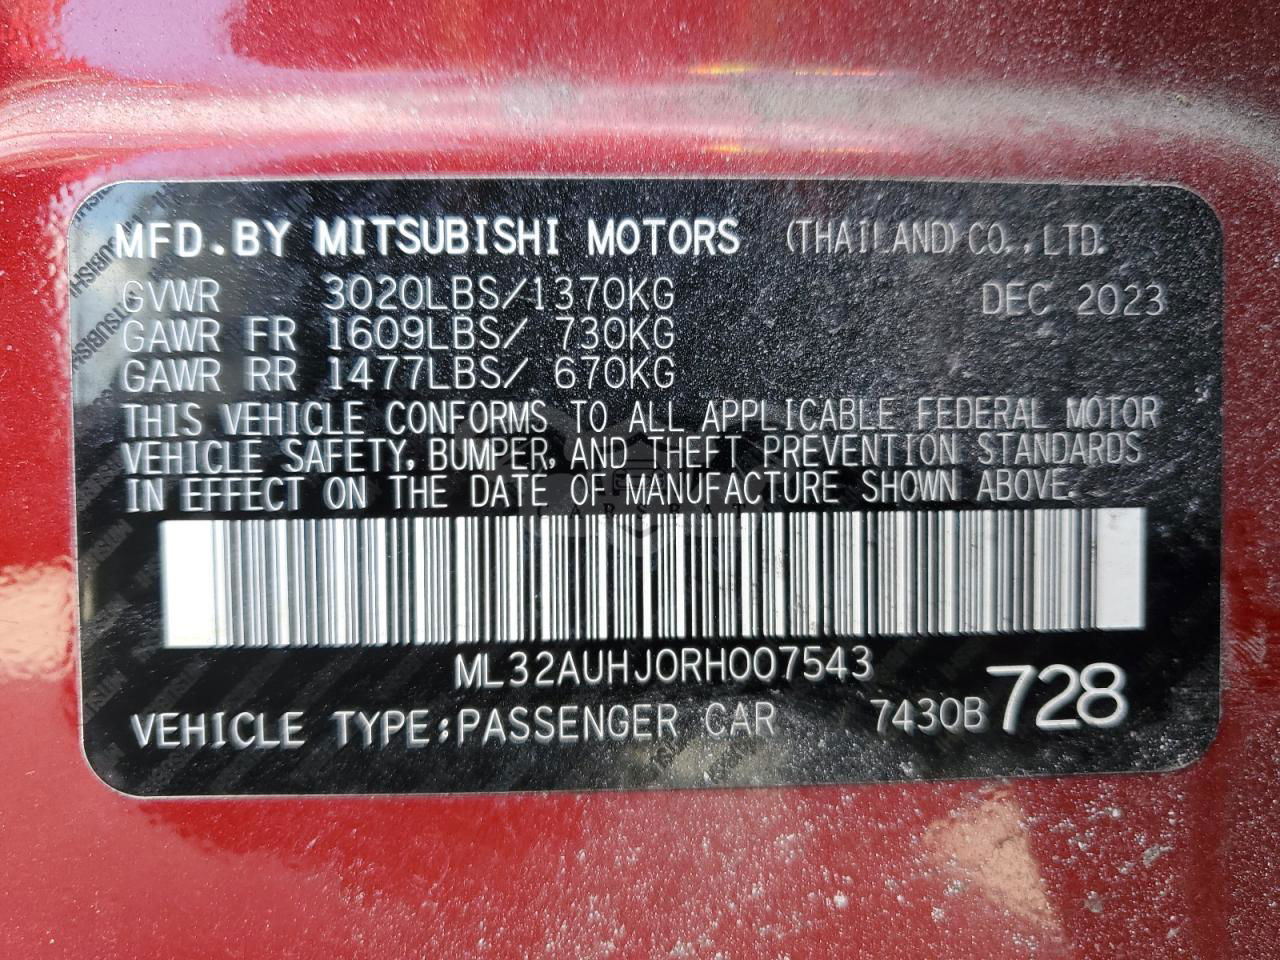 MFD.BY MITSUBISHI MOTORS (THAILAND) CO.,LTD.
GVWR 3020LBS/1370KG DEC 2023
GAWR FR 1609LBS/ 730KG
GAWR RR 1477LBS/ 670KG
THIS VEHICLE CONFORMS TO ALL APPLICABLE FEDERAL MOTOR
VEHICLE SAFETY, BUMPER, AND THEFT PREVENTION STANDARDS
IN EFFECT ON THE DATE OF MANUFACTURE SHOWN ABOVE.
ML32AUHJ0RH007543
VEHICLE TYPE:PASSENGER CAR 7430B 728